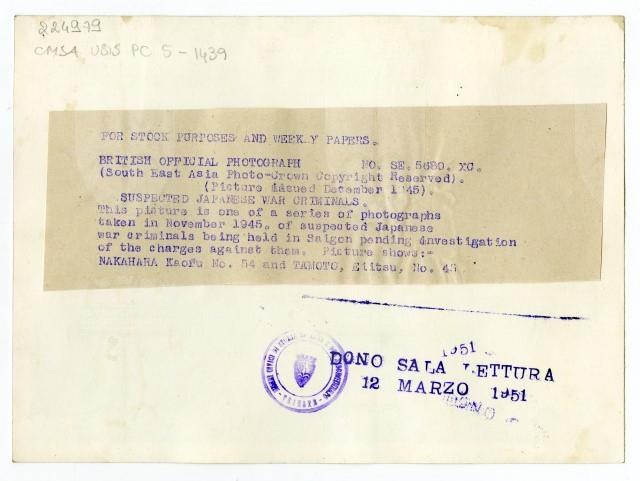 224979
CMSA USIS PC 5-1439
FOR STOCK PURPOSES AND WEEKLY PAPERS.
BRITISH OFFICIAL PHOTOGRAPH NO. SE. 5680. XC.
(South East Asia Photo-Crown Copyright Reserved).
(Picture issued December 1945).
SUSPECTED JAPANESE WAR CRIMINALS.
This picture is one of a series of photographs
taken in November 1945, of suspected Japanese
war criminals being held in Saigon pending investigation
of the charges against them. Picture shows:-
NAKAHARA Kaoru No. 54 and TAMOTO, Eiitsu, No. 45
1951
DONO SALA LETTURA
12 MARZO 1951